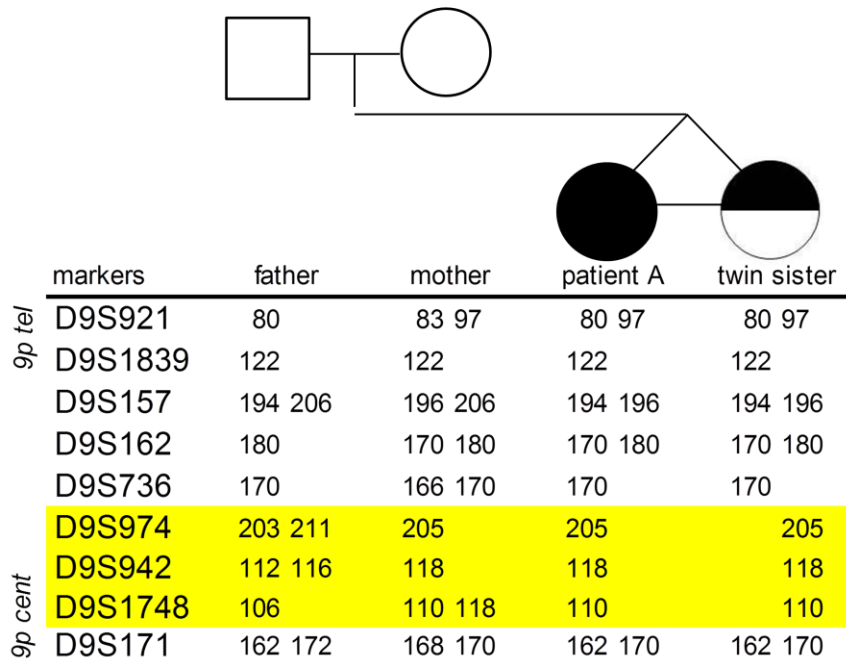 markers father mother patient A twin sister
9p tel
D9S921 80 83 97 80 97 80 97
D9S1839 122 122 122 122
D9S157 194 206 196 206 194 196 194 196
D9S162 180 170 180 170 180 170 180
D9S736 170 166 170 170 170
D9S974 203 211 205 205 205
D9S942 112 116 118 118 118
9p cent
D9S1748 106 110 118 110 110
D9S171 162 172 168 170 162 170 162 170